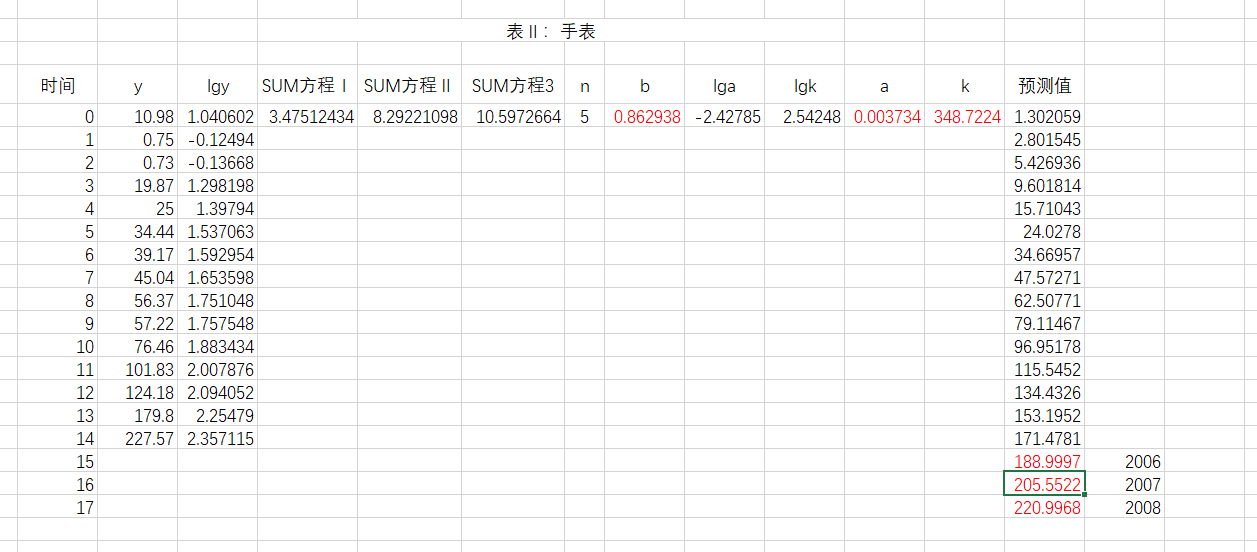 表Ⅱ：手表
时间 y lgy SUM方程Ⅰ SUM方程Ⅱ SUM方程3 n b lga lgk a k 预测值
0 10.98 1.040602 3.47512434 8.29221098 10.5972664 5 0.862938 -2.42785 2.54248 0.003734 348.7224 1.302059
1 0.75 -0.12494 2.801545
2 0.73 -0.13668 5.426936
3 19.87 1.298198 9.601814
4 25 1.39794 15.71043
5 34.44 1.537063 24.0278
6 39.17 1.592954 34.66957
7 45.04 1.653598 47.57271
8 56.37 1.751048 62.50771
9 57.22 1.757548 79.11467
10 76.46 1.883434 96.95178
11 101.83 2.007876 115.5452
12 124.18 2.094052 134.4326
13 179.8 2.25479 153.1952
14 227.57 2.357115 171.4781
15 188.9997 2006
16 205.5522 2007
17 220.9968 2008